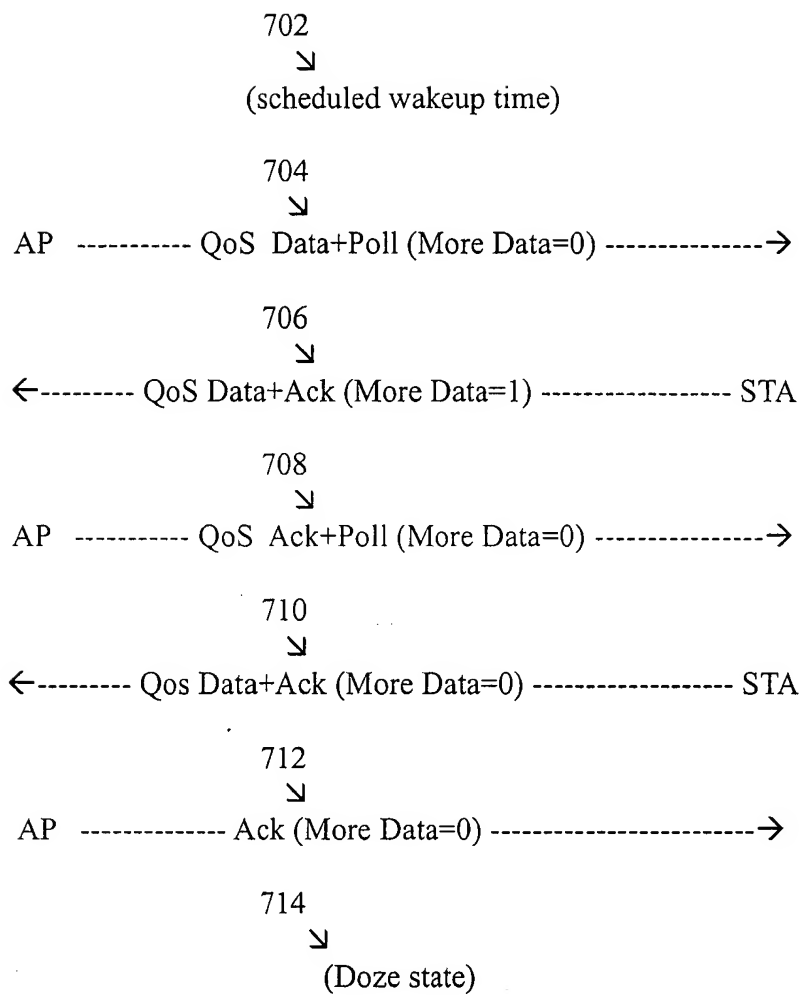 702
↘
(scheduled wakeup time)
704
↘
AP ----------- QoS Data+Poll (More Data=0) ---------------→
706
↘
←--------- QoS Data+Ack (More Data=1) ------------------ STA
708
↘
AP ----------- QoS Ack+Poll (More Data=0) ---------------→
710
↘
←--------- Qos Data+Ack (More Data=0) ------------------- STA
712
↘
AP ------------- Ack (More Data=0) -------------------------→
714
↘
(Doze state)